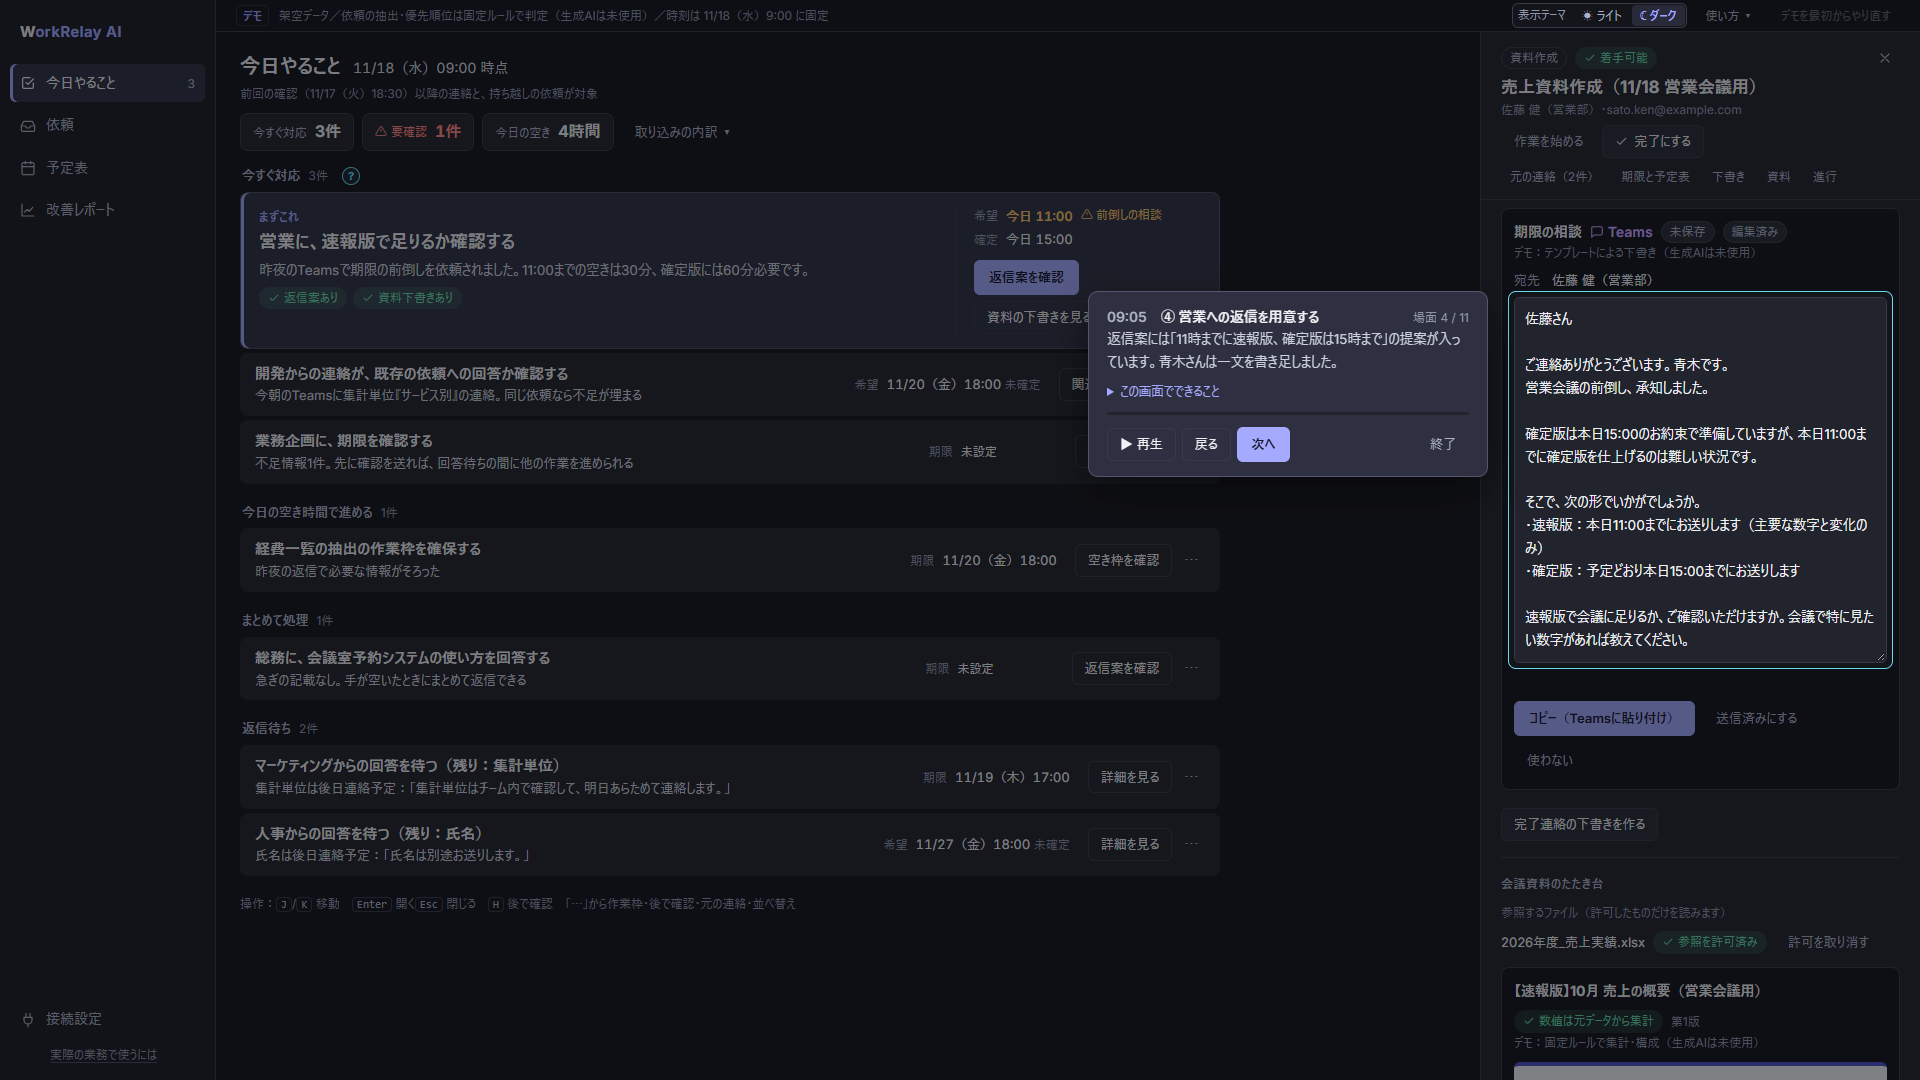 WorkRelay AI
今日やること 3
依頼
予定表
改善レポート
接続設定
実際の業務で使うには
デモ 架空データ／依頼の抽出・優先順位は固定ルールで判定（生成AIは未使用）／時刻は 11/18（水）9:00 に固定
表示テーマ ライト ダーク 使い方 デモを最初からやり直す
今日やること 11/18（水）09:00 時点
前回の確認（11/17（火）18:30）以降の連絡と、持ち越しの依頼が対象
今すぐ対応 3件
要確認 1件
今日の空き 4時間
取り込みの内訳
今すぐ対応 3件 ?
まずこれ
営業に、速報版で足りるか確認する
昨夜のTeamsで期限の前倒しを依頼されました。11:00までの空きは30分、確定版には60分必要です。
返信案あり 資料下書きあり
希望 今日 11:00 前倒しの相談
確定 今日 15:00
返信案を確認
資料の下書きを見る
開発からの連絡が、既存の依頼への回答か確認する
今朝のTeamsに集計単位『サービス別』の連絡。同じ依頼なら不足が埋まる
希望 11/20（金）18:00 未確定
業務企画に、期限を確認する
不足情報1件。先に確認を送れば、回答待ちの間に他の作業を進められる
期限 未設定
今日の空き時間で進める 1件
経費一覧の抽出の作業枠を確保する
昨夜の返信で必要な情報がそろった
期限 11/20（金）18:00 空き枠を確認 …
まとめて処理 1件
総務に、会議室予約システムの使い方を回答する
急ぎの記載なし。手が空いたときにまとめて返信できる
期限 未設定 返信案を確認 …
返信待ち 2件
マーケティングからの回答を待つ（残り：集計単位）
集計単位は後日連絡予定：「集計単位はチーム内で確認して、明日あらためて連絡します。」
期限 11/19（木）17:00 詳細を見る …
人事からの回答を待つ（残り：氏名）
氏名は後日連絡予定：「氏名は別途お送りします。」
希望 11/27（金）18:00 未確定 詳細を見る …
操作： J / K 移動 Enter 開く Esc 閉じる H 後で確認 「…」から作業枠・後で確認・元の連絡・並べ替え
09:05 ④ 営業への返信を用意する 場面 4 / 11
返信案には「11時までに速報版、確定版は15時まで」の提案が入っています。青木さんは一文を書き足しました。
この画面でできること
再生 戻る 次へ 終了
資料作成 着手可能
売上資料作成（11/18 営業会議用）
佐藤 健（営業部）・sato.ken@example.com
作業を始める 完了にする
元の連絡（2件） 期限と予定表 下書き 資料 進行
期限の相談 Teams 未保存 編集済み
デモ：テンプレートによる下書き（生成AIは未使用）
宛先 佐藤 健（営業部）
佐藤さん
ご連絡ありがとうございます。青木です。
営業会議の前倒し、承知しました。
確定版は本日15:00のお約束で準備していますが、本日11:00ま
でに確定版を仕上げるのは難しい状況です。
そこで、次の形でいかがでしょうか。
・速報版：本日11:00までにお送りします（主要な数字と変化の
み）
・確定版：予定どおり本日15:00までにお送りします
速報版で会議に足りるか、ご確認いただけますか。会議で特に見た
い数字があれば教えてください。
コピー（Teamsに貼り付け） 送信済みにする
使わない
完了連絡の下書きを作る
会議資料のたたき台
参照するファイル（許可したものだけを読みます）
2026年度_売上実績.xlsx 参照を許可済み 許可を取り消す
【速報版】10月 売上の概要（営業会議用）
数値は元データから集計 第1版
デモ：固定ルールで集計・構成（生成AIは未使用）